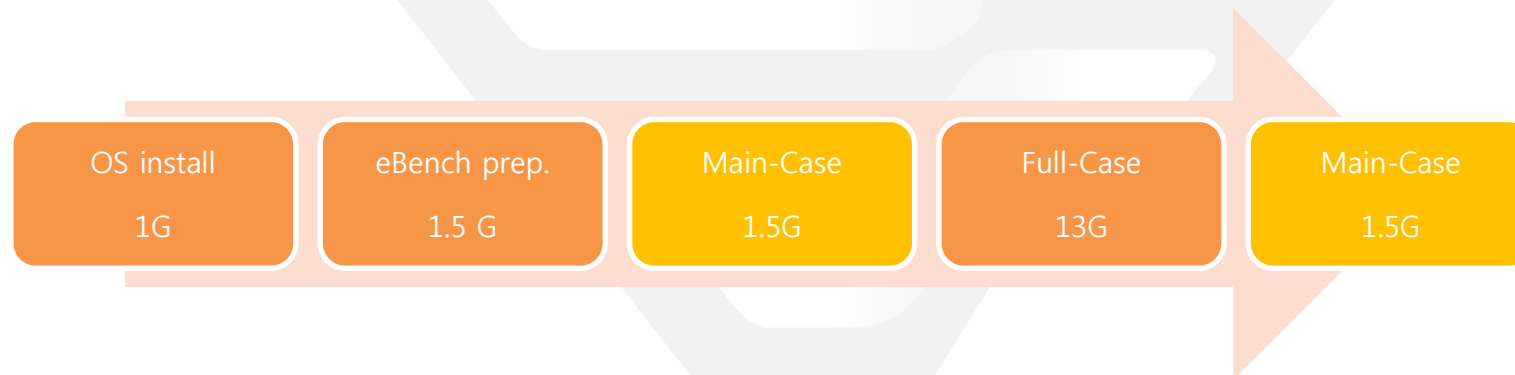 OS install
1G
eBench prep.
1.5 G
Main-Case
1.5G
Full-Case
13G
Main-Case
1.5G